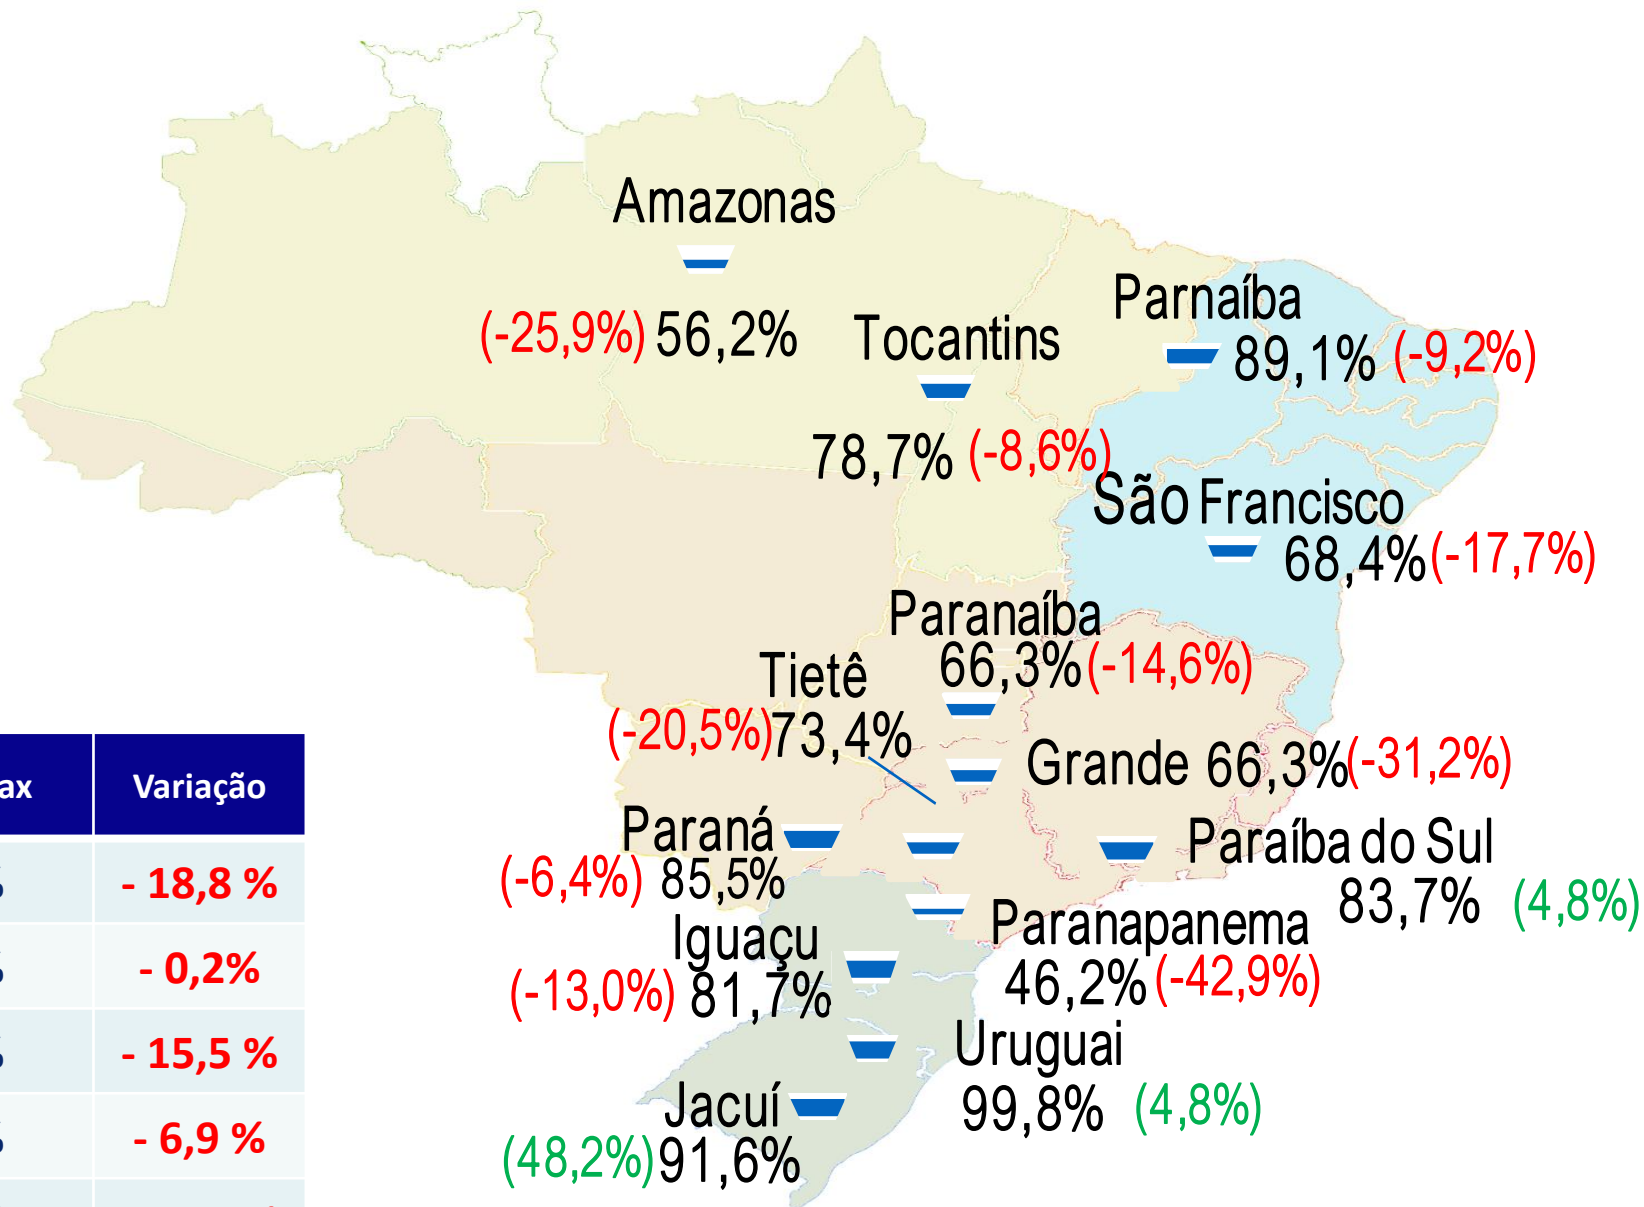 Amazonas
(-25,9%) 56,2%
Tocantins
78,7% (-8,6%)
Parnaíba
89,1% (-9,2%)
São Francisco
68,4% (-17,7%)
Paranaíba
66,3% (-14,6%)
Tietê
(-20,5%) 73,4%
Grande 66,3% (-31,2%)
Paraná
(-6,4%) 85,5%
Paraíba do Sul
83,7% (4,8%)
Iguaçu
(-13,0%) 81,7%
Paranapanema
46,2% (-42,9%)
Uruguai
99,8% (4,8%)
Jacuí
(48,2%) 91,6%
ax Variação
% - 18,8 %
% - 0,2%
% - 15,5 %
% - 6,9 %